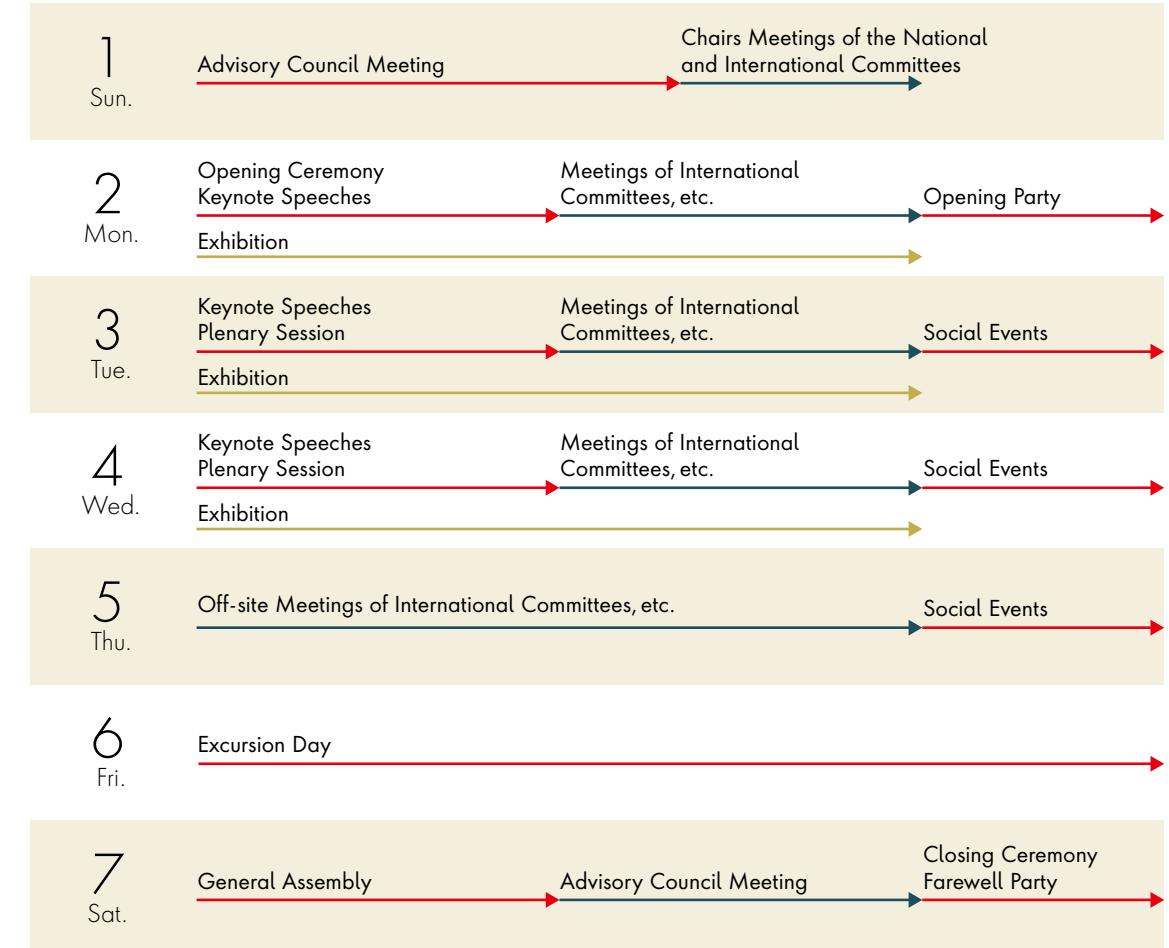 1
Sun.
Advisory Council Meeting
Chairs Meetings of the National
and International Committees
2
Mon.
Opening Ceremony
Keynote Speeches
Meetings of International
Committees, etc.
Opening Party
Exhibition
3
Tue.
Keynote Speeches
Plenary Session
Meetings of International
Committees, etc.
Social Events
Exhibition
4
Wed.
Keynote Speeches
Plenary Session
Meetings of International
Committees, etc.
Social Events
Exhibition
5
Thu.
Off-site Meetings of International Committees, etc.
Social Events
6
Fri.
Excursion Day
7
Sat.
General Assembly
Advisory Council Meeting
Closing Ceremony
Farewell Party